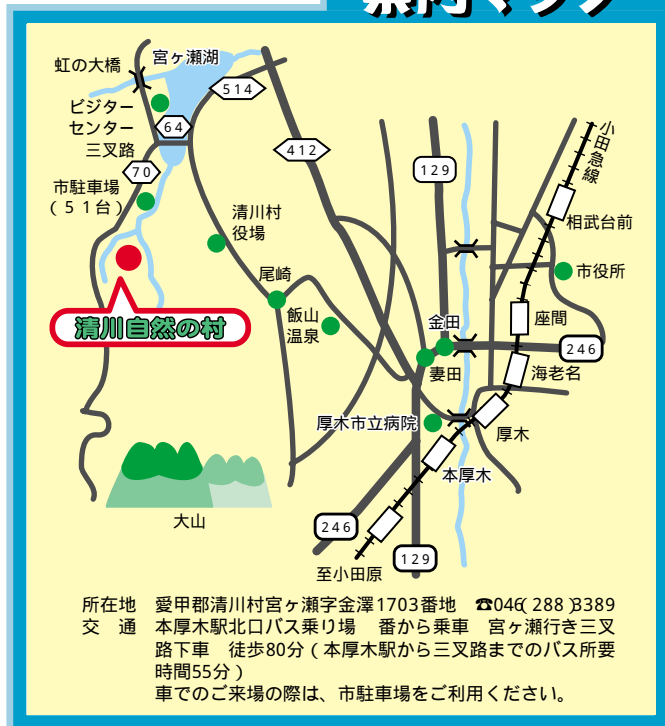 案内マップ
虹の大橋
宮ヶ瀬湖
514
ビジター
センター
64
三叉路
412
70
129
小田急線
市駐車場
(51台)
清川村
役場
相武台前
市役所
尾崎
飯山
温泉
清川自然の村
金田
座間
246
妻田
海老名
厚木市立病院
厚木
本厚木
大山
246
129
至小田原
所在地 愛甲郡清川村宮ヶ瀬字金澤1703番地 ☎046(288)3389
交 通 本厚木駅北口バス乗り場 番から乗車 宮ヶ瀬行き三叉
路下車 徒歩80分(本厚木駅から三叉路までのバス所要
時間55分)
車でのご来場の際は、市駐車場をご利用ください。